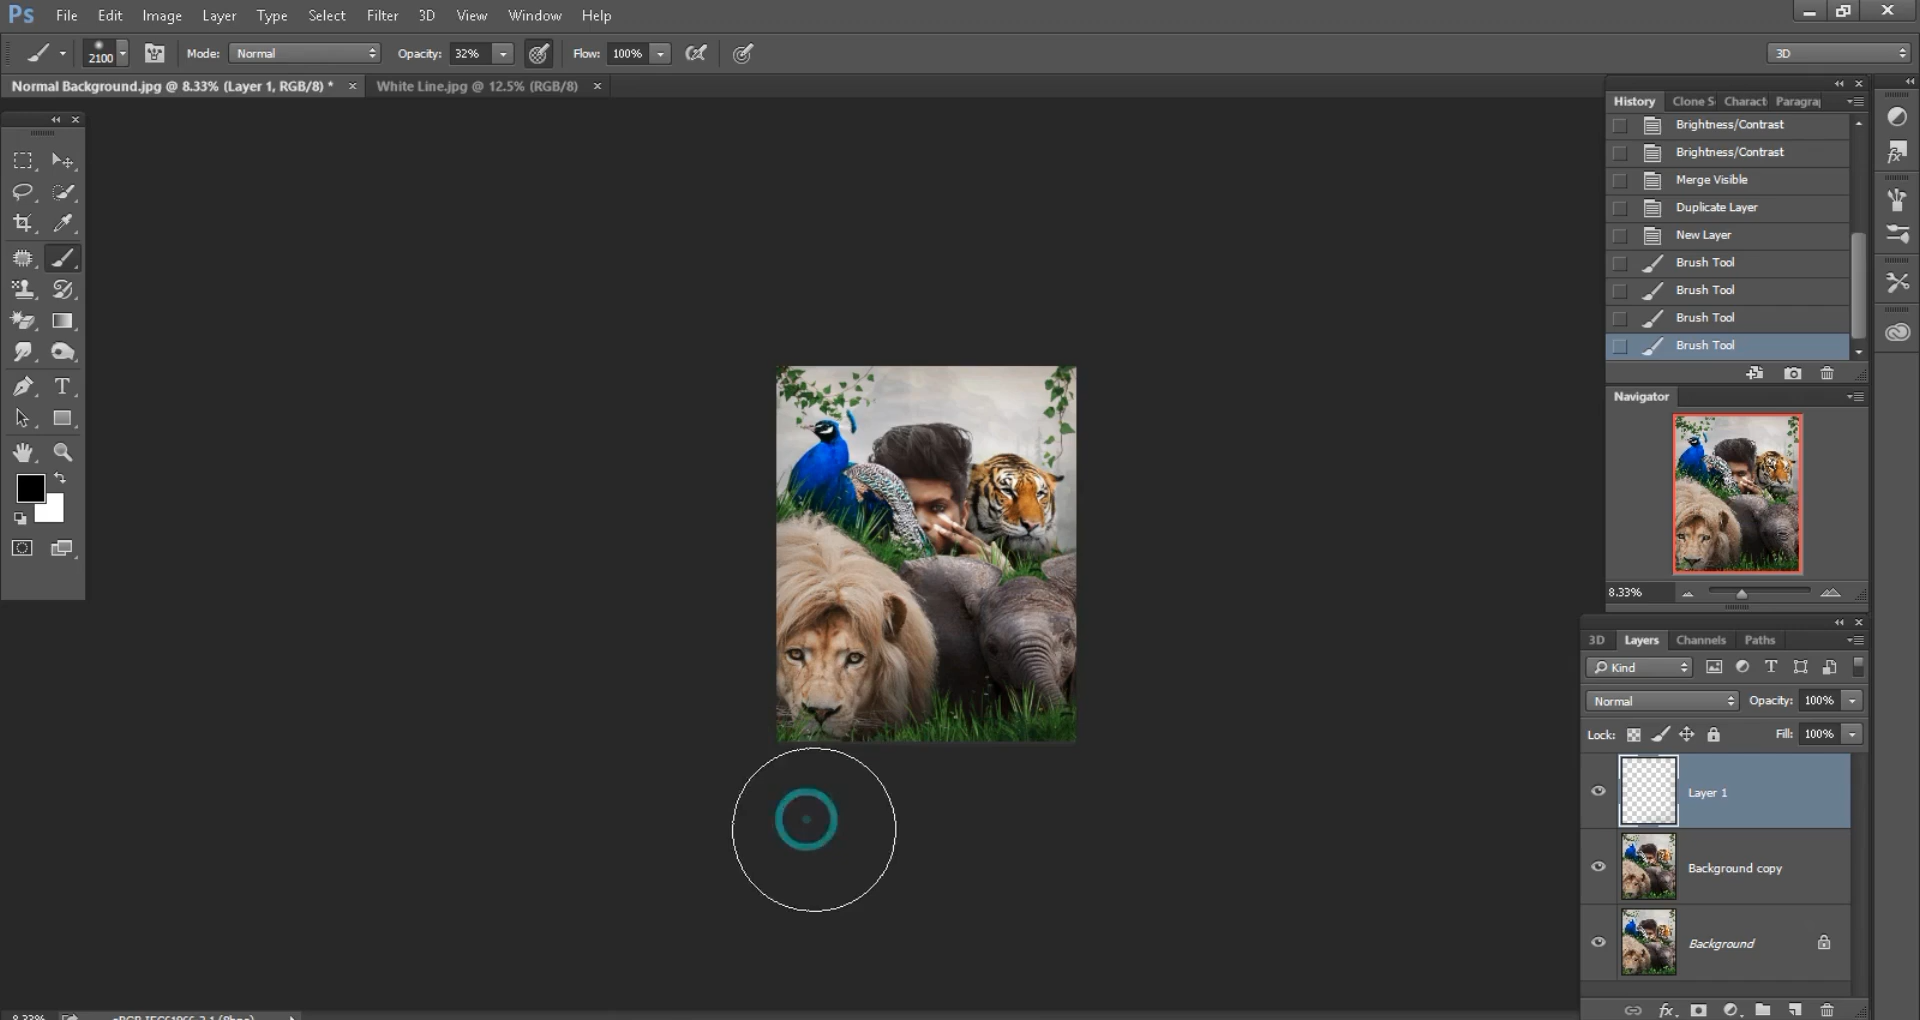 Ps File Edit Image Layer Type Select Filter 3D View Window Help
2100 Mode: Normal Opacity: 32% Flow: 100% 3D
Normal Background.jpg @ 8.33% (Layer 1, RGB/8) * × White Line.jpg @ 12.5% (RGB/8) ×
History Clone S Charact Paragra
Brightness/Contrast
Brightness/Contrast
Merge Visible
Duplicate Layer
New Layer
Brush Tool
Brush Tool
Brush Tool
Brush Tool
Navigator
8.33%
3D Layers Channels Paths
Kind
Normal Opacity: 100%
Lock: Fill: 100%
Layer 1
Background copy
Background
8.33%